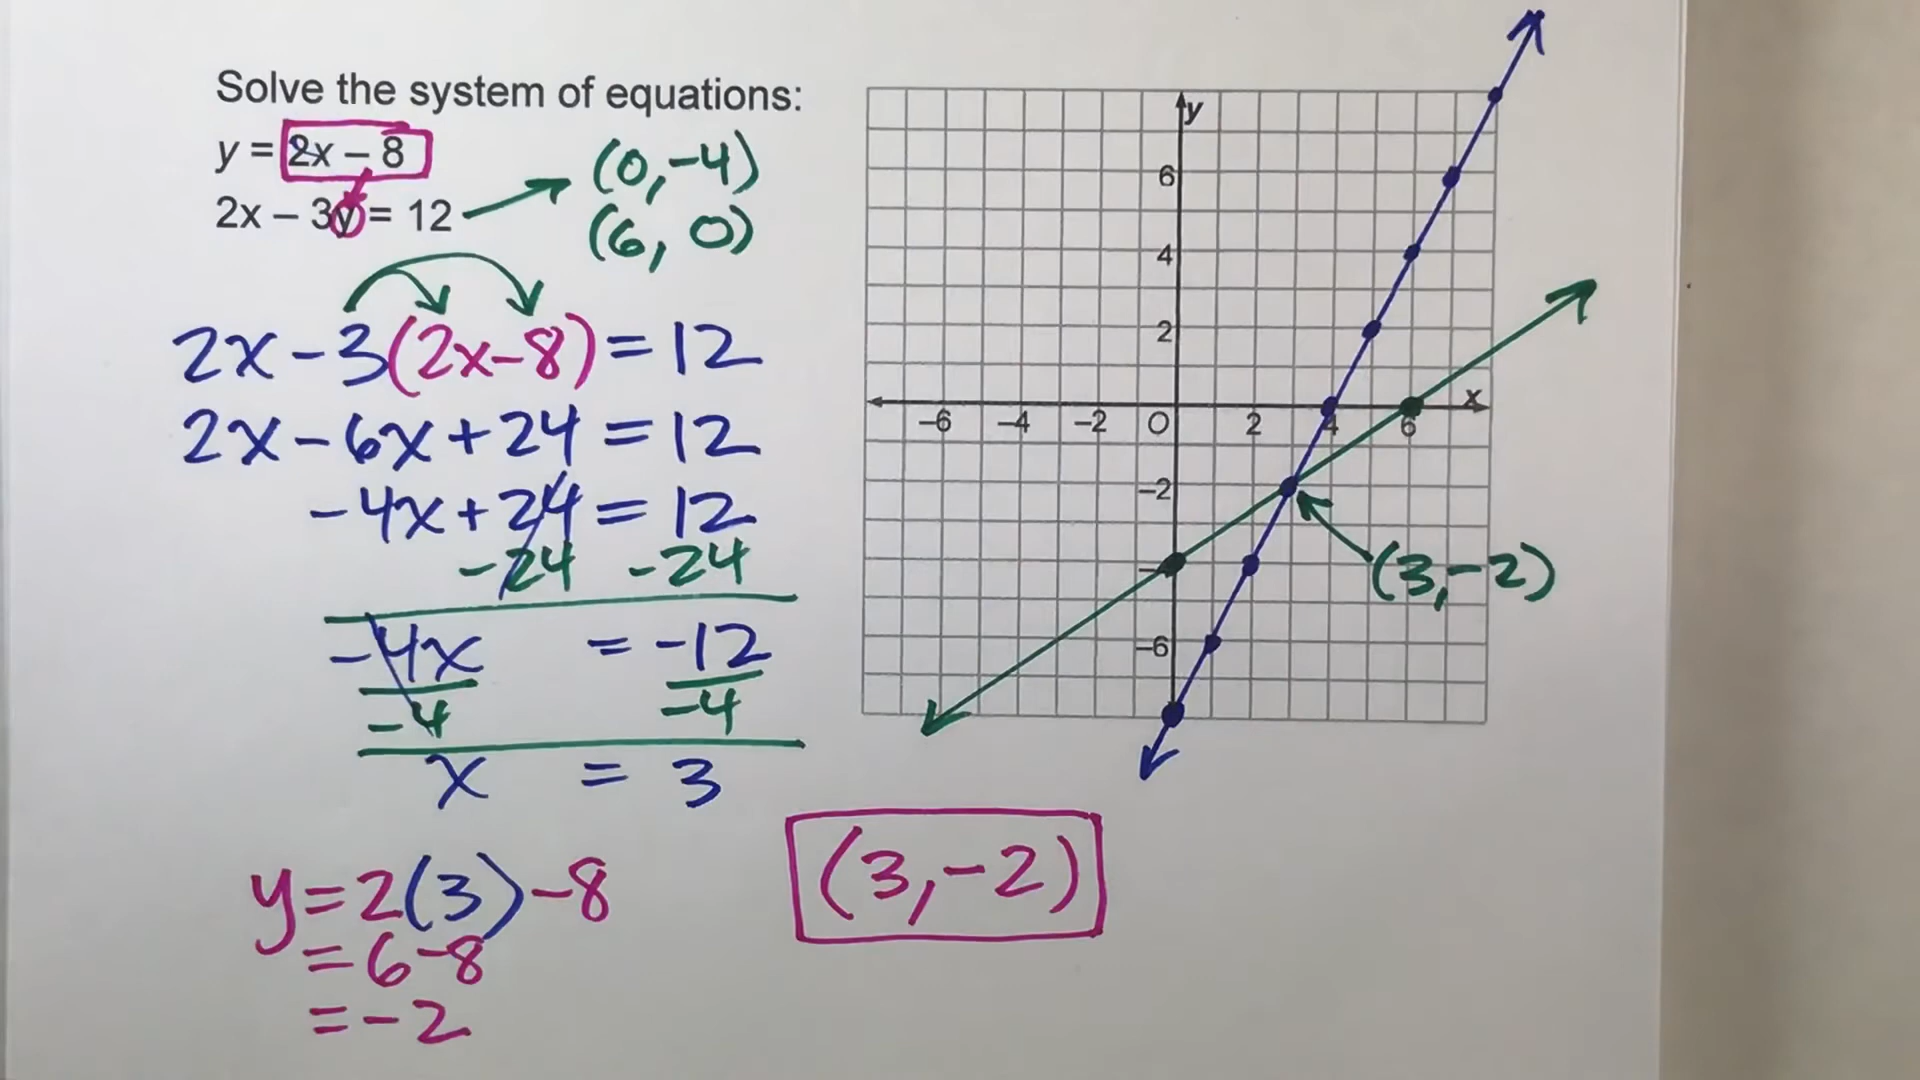 Solve the system of equations:
y = 2x – 8
2x – 3y = 12
(0, -4)
(6, 0)
2x - 3(2x-8) = 12
2x - 6x + 24 = 12
-4x + 24 = 12
-24 -24
-4x = -12
-4 -4
x = 3
y = 2(3) - 8
= 6 - 8
= -2
(3, -2)
y
6
4
2
x
-6 -4 -2 O 2 4 6
-2
-6
(3, -2)